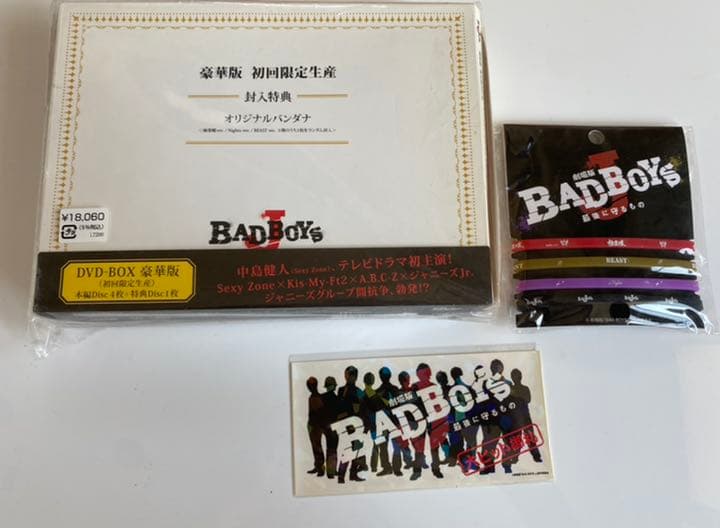 豪華版 初回限定生産
封入特典
オリジナルバンダナ
¥18,060
BADBOYS
J
DVD-BOX 豪華版
(初回限定生産)
本編Disc4枚+特典Disc1枚
中島健人(Sexy Zone)、テレビドラマ初主演!
Sexy Zone×Kis-My-Ft2×A.B.C-Z×ジャニーズJr.
ジャニーズグループ闘抗争、勃発!?
劇場版
BADBOYS
J
最後に守るもの
BEAST
劇場版
BADBOYS
J
最後に守るもの
大ヒット御礼